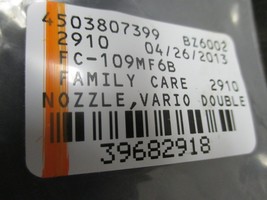 4503807399 BZ6002
2910 04/26/2013
FC-109MF6B
FAMILY CARE 2910
NOZZLE,VARIO DOUBLE
39682918